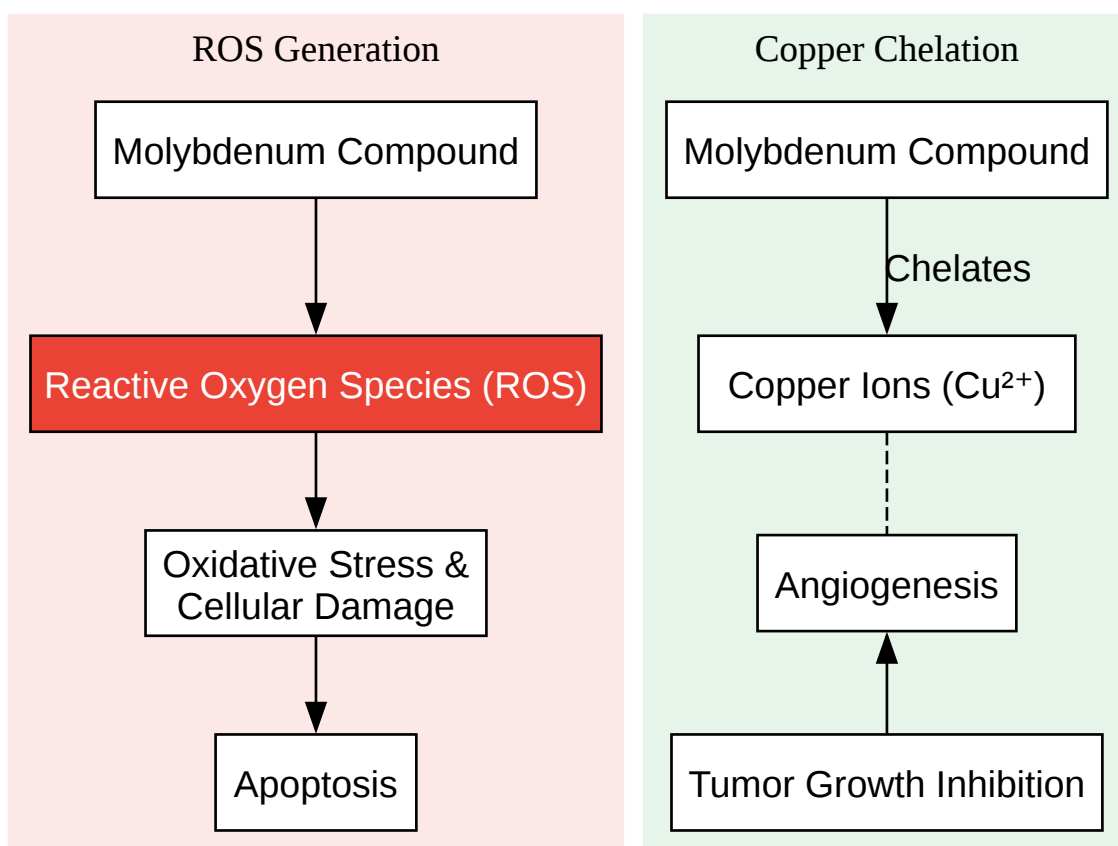 ROS Generation
Molybdenum Compound
Reactive Oxygen Species (ROS)
Oxidative Stress &
Cellular Damage
Apoptosis
Copper Chelation
Molybdenum Compound
Chelates
Copper Ions (Cu²⁺)
Angiogenesis
Tumor Growth Inhibition